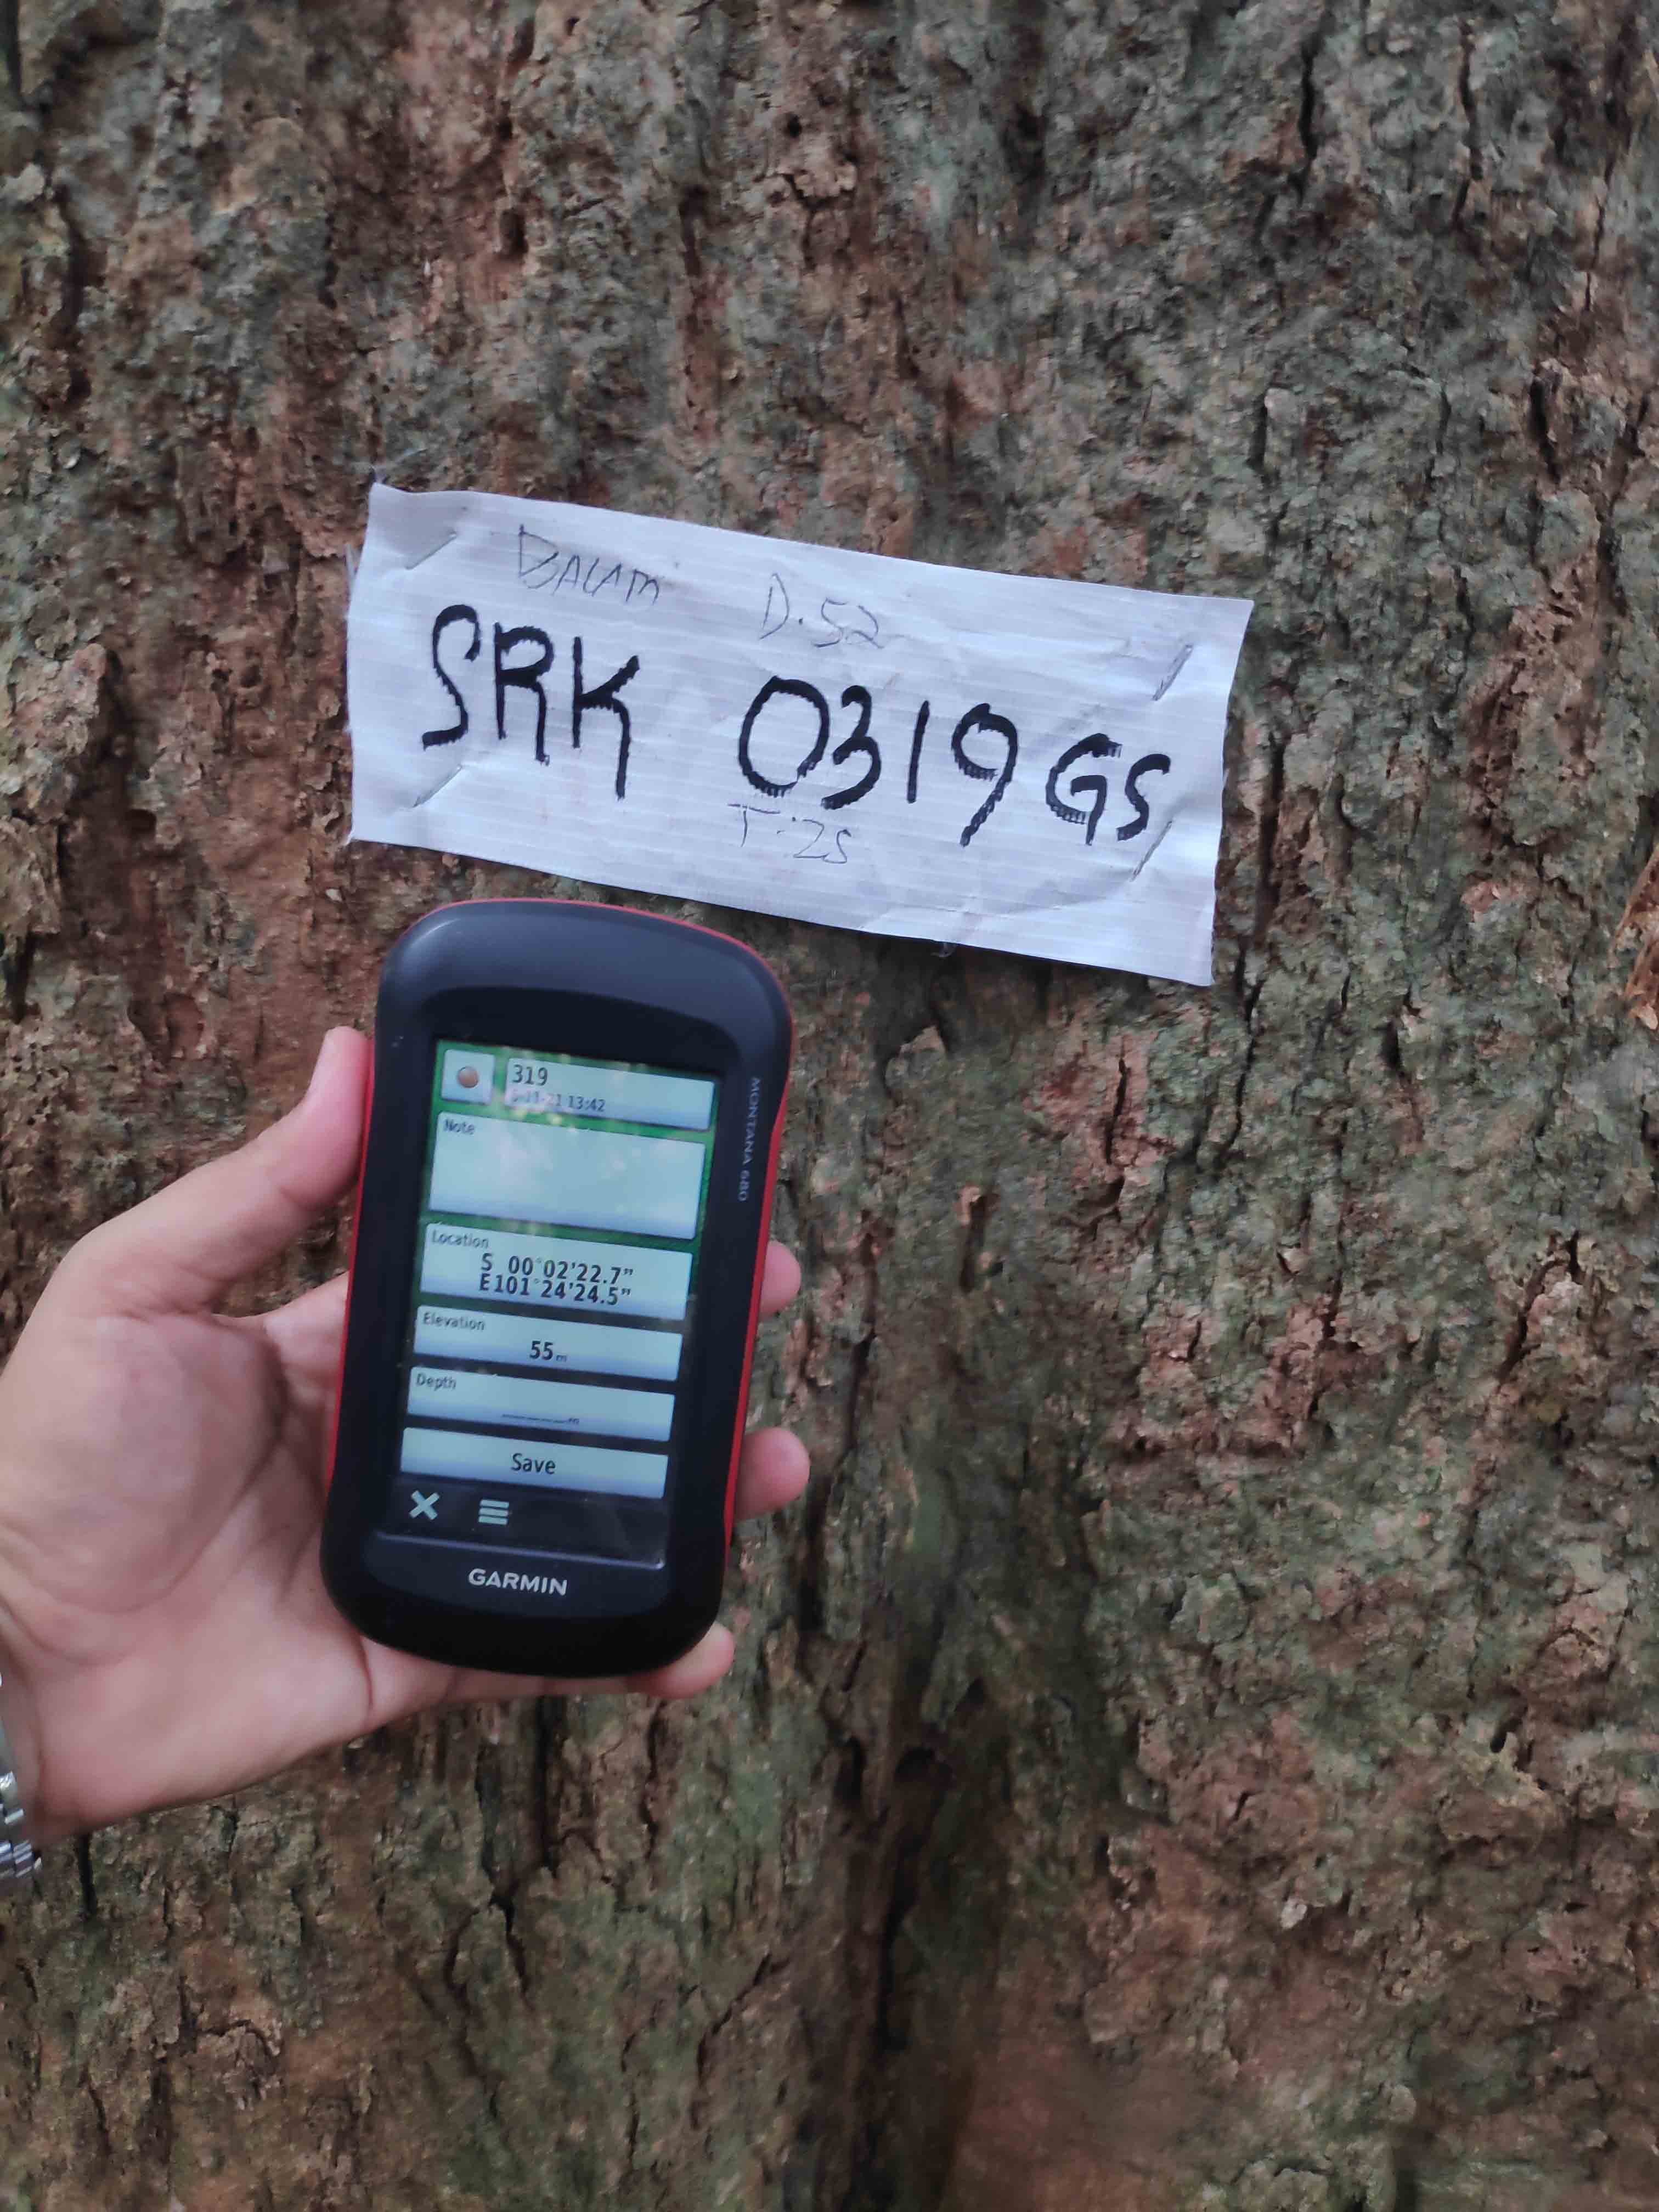 BALAM D.52
SRK 0319 GS
T.25
MONTANA 680
319
13:42
Note
Location
S 00°02'22.7"
E101°24'24.5"
Elevation
55 m
Depth
_____m
Save
GARMIN